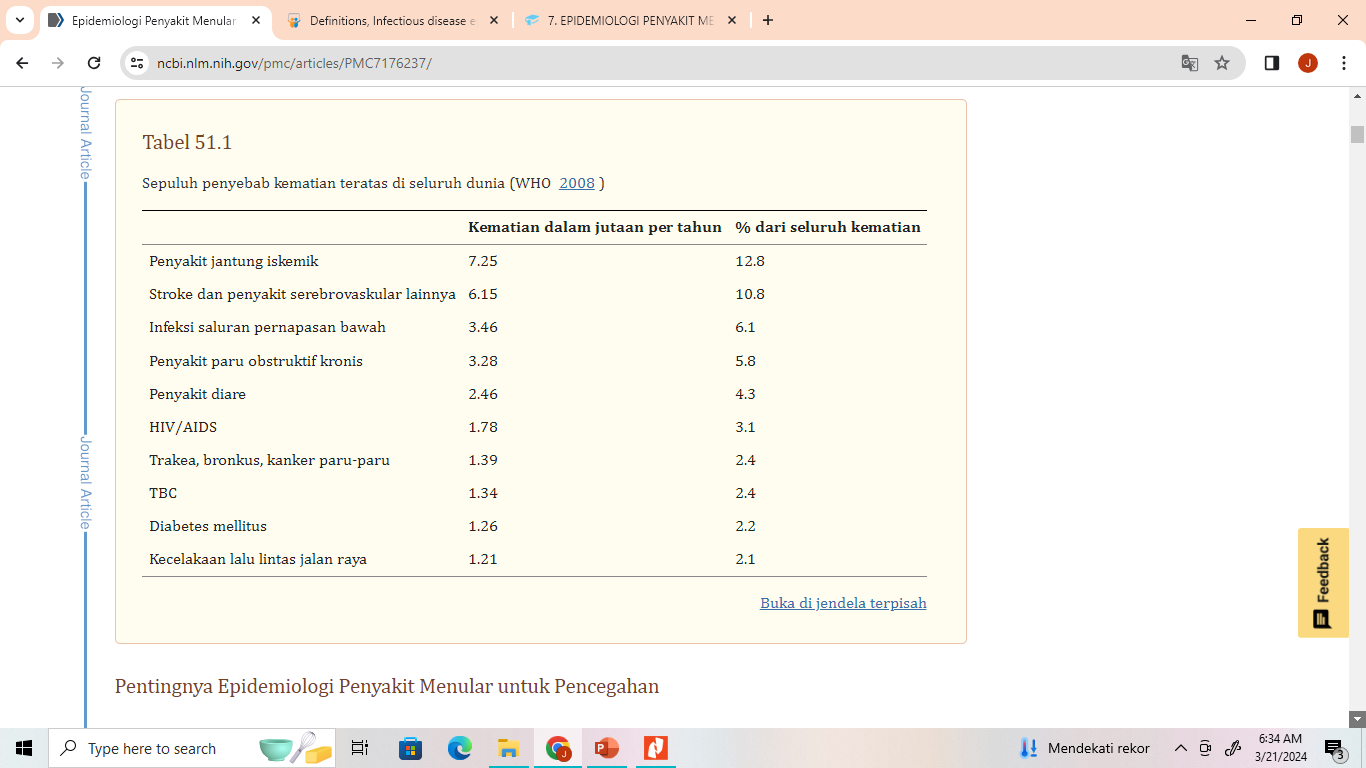 Epidemiologi Penyakit Menular
Definitions, Infectious disease e
7. EPIDEMIOLOGI PENYAKIT ME
ncbi.nlm.nih.gov/pmc/articles/PMC7176237/
J
Journal Article
Journal Article
Tabel 51.1
Sepuluh penyebab kematian teratas di seluruh dunia (WHO 2008 )
Kematian dalam jutaan per tahun % dari seluruh kematian
Penyakit jantung iskemik 7.25 12.8
Stroke dan penyakit serebrovaskular lainnya 6.15 10.8
Infeksi saluran pernapasan bawah 3.46 6.1
Penyakit paru obstruktif kronis 3.28 5.8
Penyakit diare 2.46 4.3
HIV/AIDS 1.78 3.1
Trakea, bronkus, kanker paru-paru 1.39 2.4
TBC 1.34 2.4
Diabetes mellitus 1.26 2.2
Kecelakaan lalu lintas jalan raya 1.21 2.1
Buka di jendela terpisah
Feedback
Pentingnya Epidemiologi Penyakit Menular untuk Pencegahan
Type here to search
Mendekati rekor
6:34 AM
3/21/2024
3